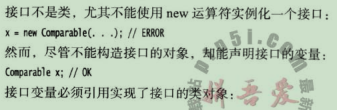 接口不是类，尤其不能使用 new 运算符实例化一个接口：
x = new Comparable(. . .); // ERROR
然而，尽管不能构造接口的对象，却能声明接口的变量：
Comparable x; // OK
接口变量必须引用实现了接口的类对象：